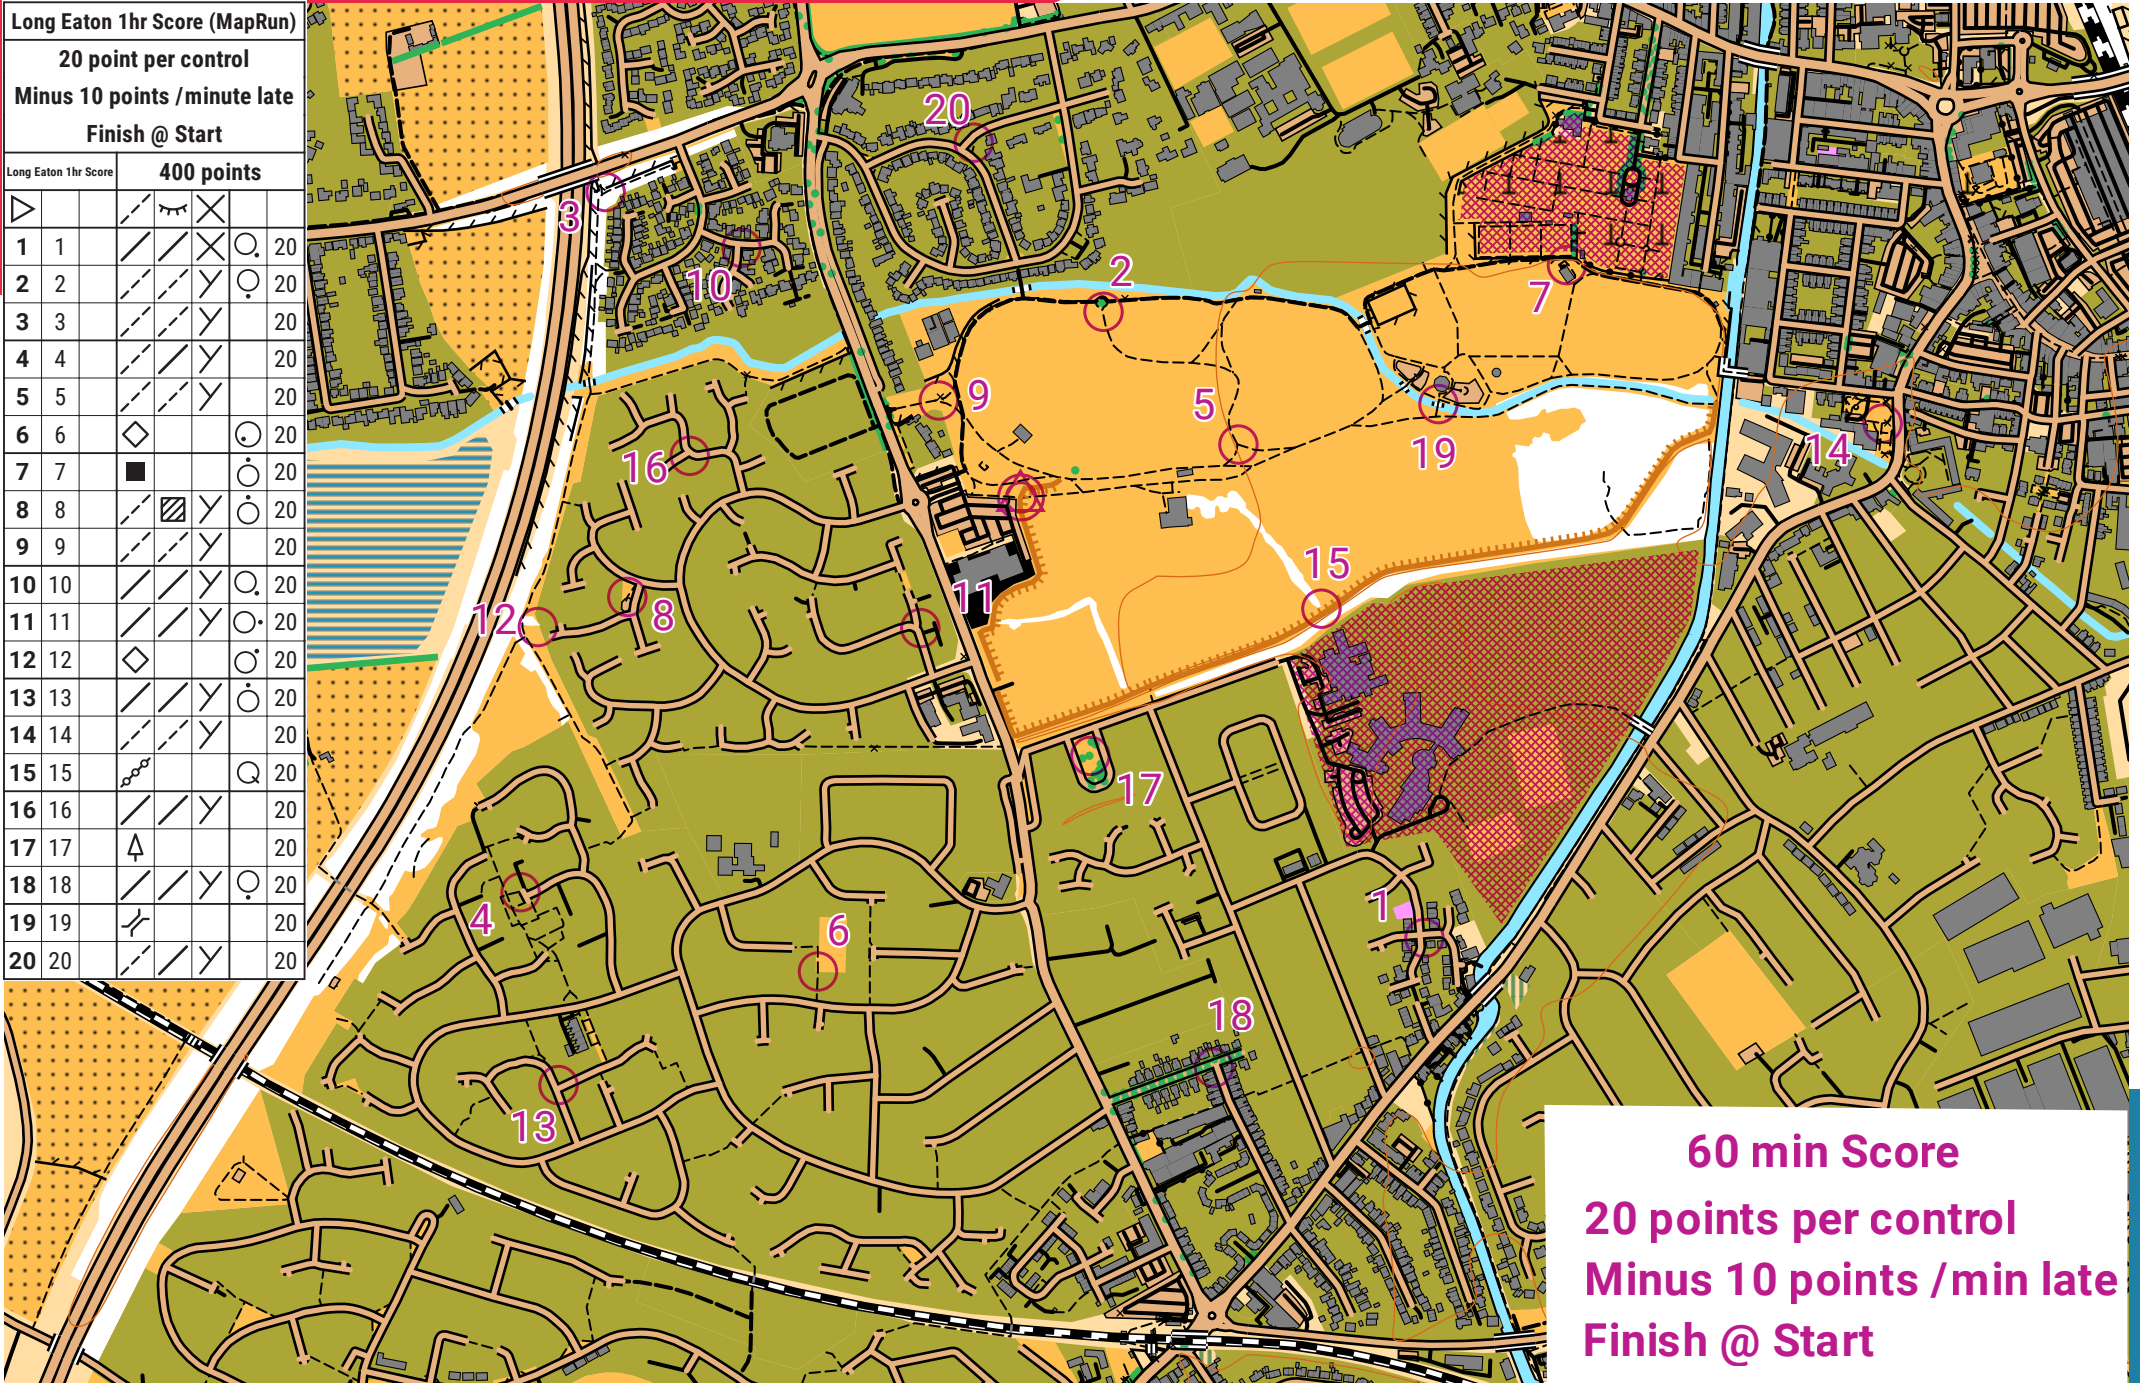 Long Eaton 1hr Score (MapRun)
20 point per control
Minus 10 points /minute late
Finish @ Start
Long Eaton 1hr Score 400 points
1 1 20
2 2 20
3 3 20
4 4 20
5 5 20
6 6 20
7 7 20
8 8 20
9 9 20
10 10 20
11 11 20
12 12 20
13 13 20
14 14 20
15 15 20
16 16 20
17 17 20
18 18 20
19 19 20
20 20 20
20
3
10
2
7
9
5
19
14
16
11
15
12
8
17
4
6
1
18
13
60 min Score
20 points per control
Minus 10 points /min late
Finish @ Start